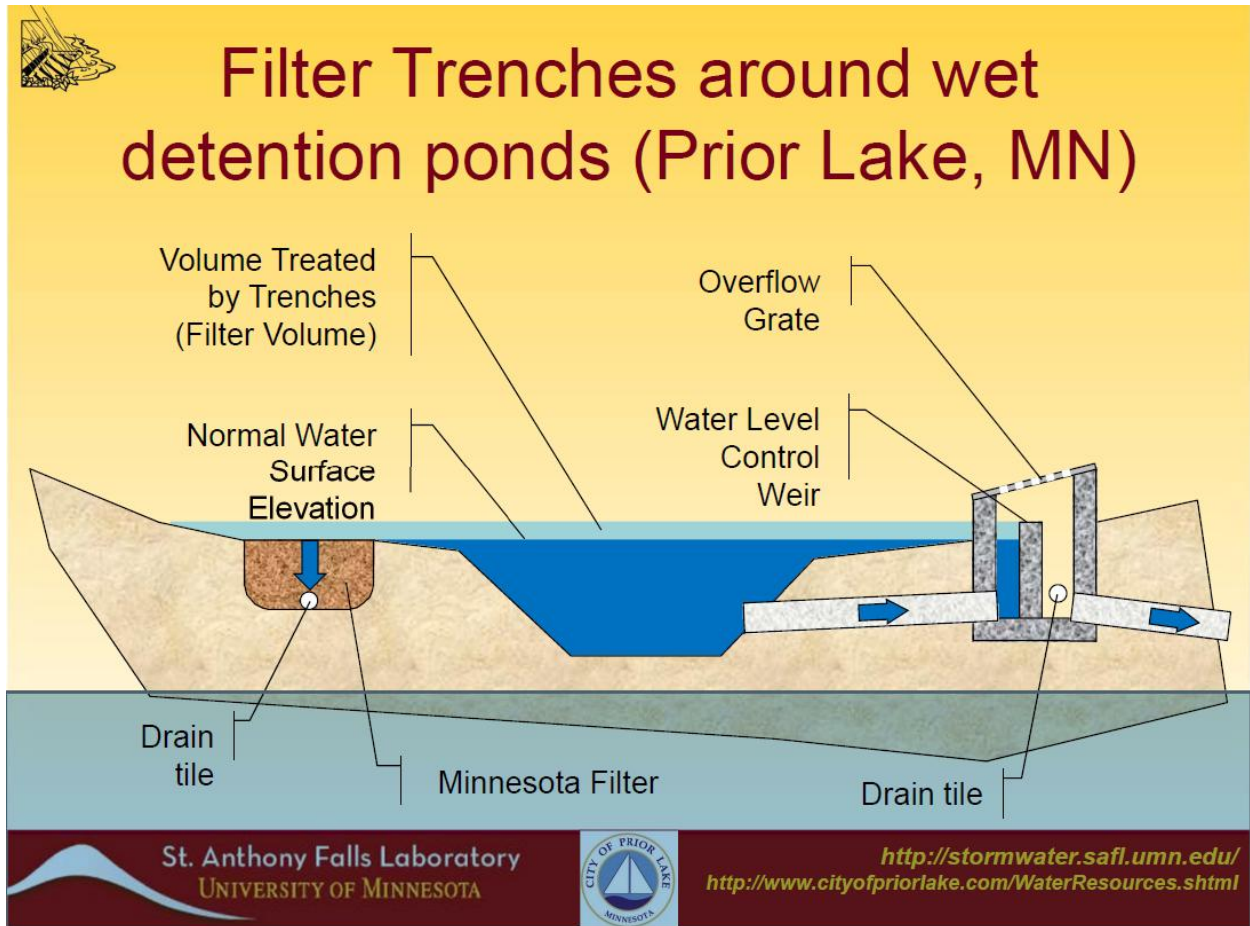 Filter Trenches around wet
detention ponds (Prior Lake, MN)
Volume Treated
by Trenches
(Filter Volume)
Overflow
Grate
Normal Water
Surface
Elevation
Water Level
Control
Weir
Drain
tile
Minnesota Filter
Drain tile
St. Anthony Falls Laboratory
UNIVERSITY OF MINNESOTA
CITY OF PRIOR LAKE
MINNESOTA
http://stormwater.safl.umn.edu/
http://www.cityofpriorlake.com/WaterResources.shtml